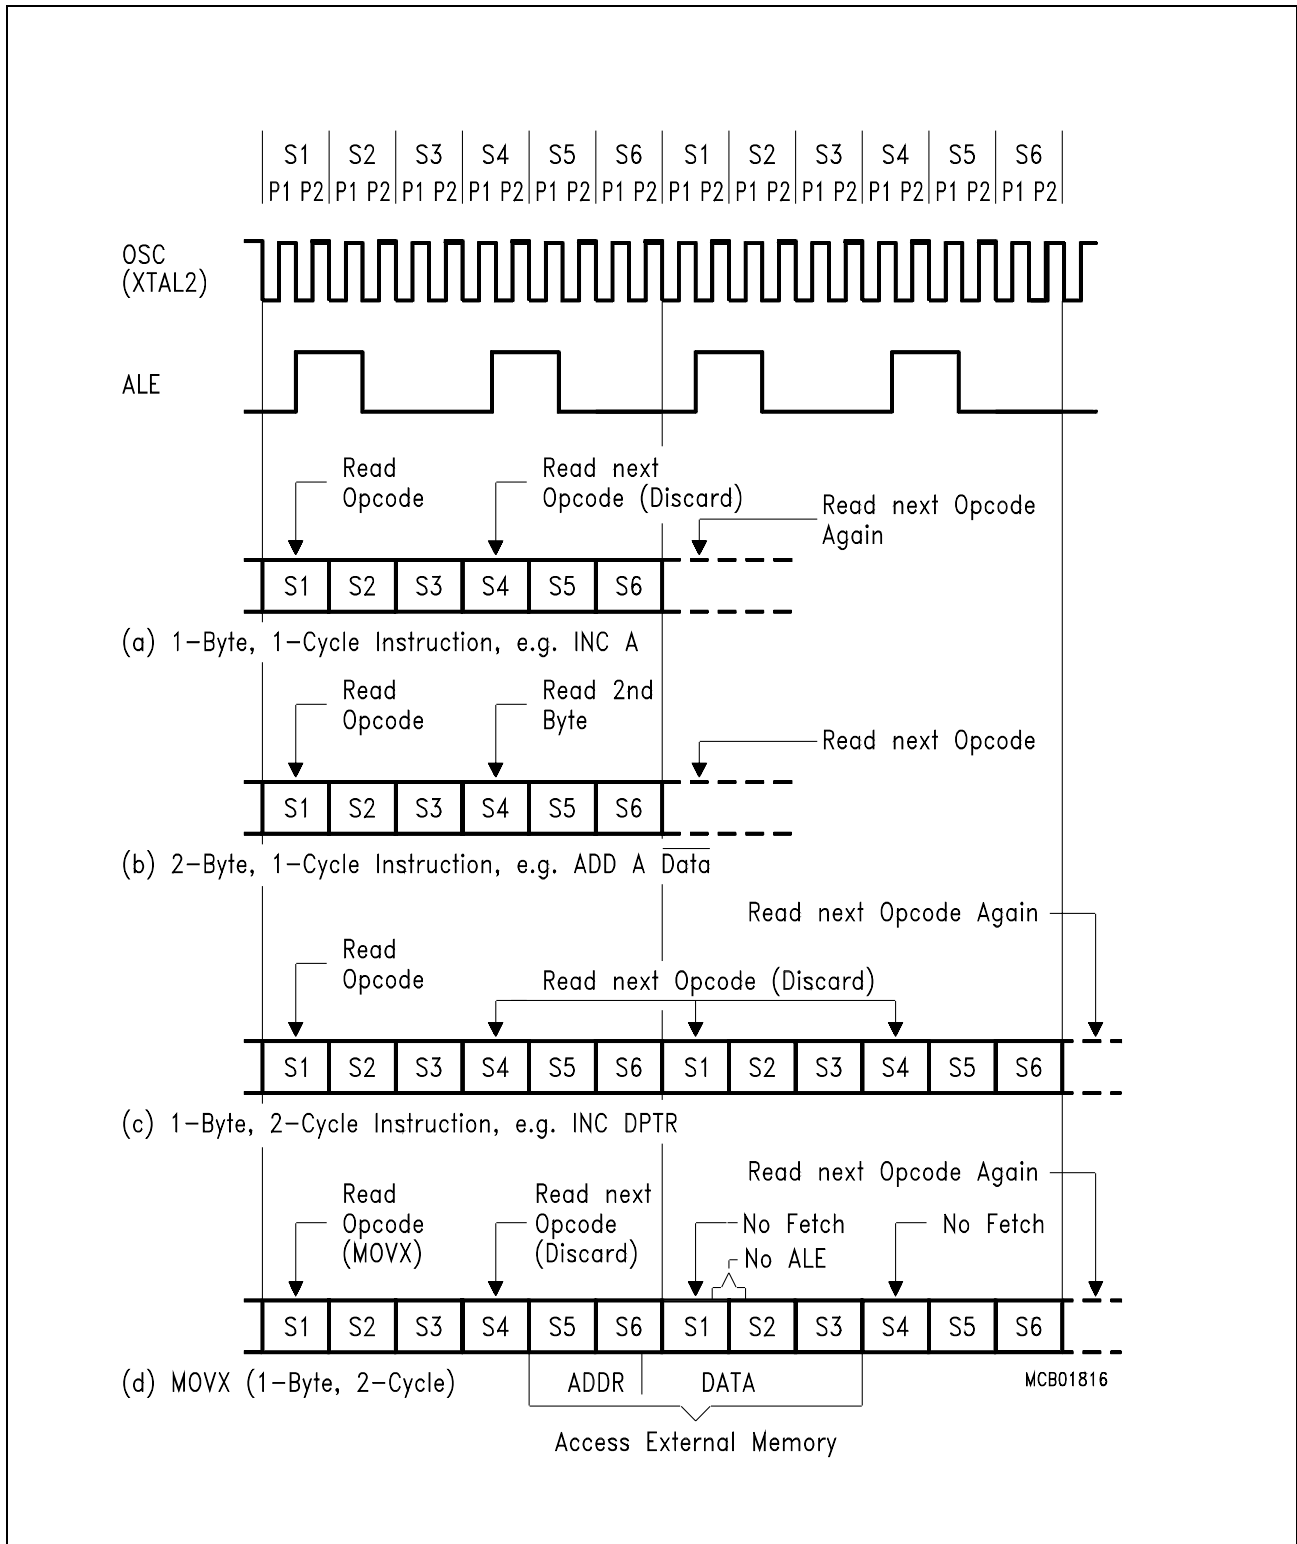 S1 S2 S3 S4 S5 S6 S1 S2 S3 S4 S5 S6
P1 P2 P1 P2 P1 P2 P1 P2 P1 P2 P1 P2 P1 P2 P1 P2 P1 P2 P1 P2 P1 P2 P1 P2
OSC
(XTAL2)
ALE
Read
Opcode
Read next
Opcode (Discard)
Read next Opcode
Again
S1 S2 S3 S4 S5 S6
(a) 1-Byte, 1-Cycle Instruction, e.g. INC A
Read
Opcode
Read 2nd
Byte
Read next Opcode
S1 S2 S3 S4 S5 S6
(b) 2-Byte, 1-Cycle Instruction, e.g. ADD A Data
Read next Opcode Again
Read
Opcode
Read next Opcode (Discard)
S1 S2 S3 S4 S5 S6 S1 S2 S3 S4 S5 S6
(c) 1-Byte, 2-Cycle Instruction, e.g. INC DPTR
Read next Opcode Again
Read
Opcode
(MOVX)
Read next
Opcode
(Discard)
No Fetch
No ALE
No Fetch
S1 S2 S3 S4 S5 S6 S1 S2 S3 S4 S5 S6
(d) MOVX (1-Byte, 2-Cycle)
ADDR
DATA
MCB01816
Access External Memory